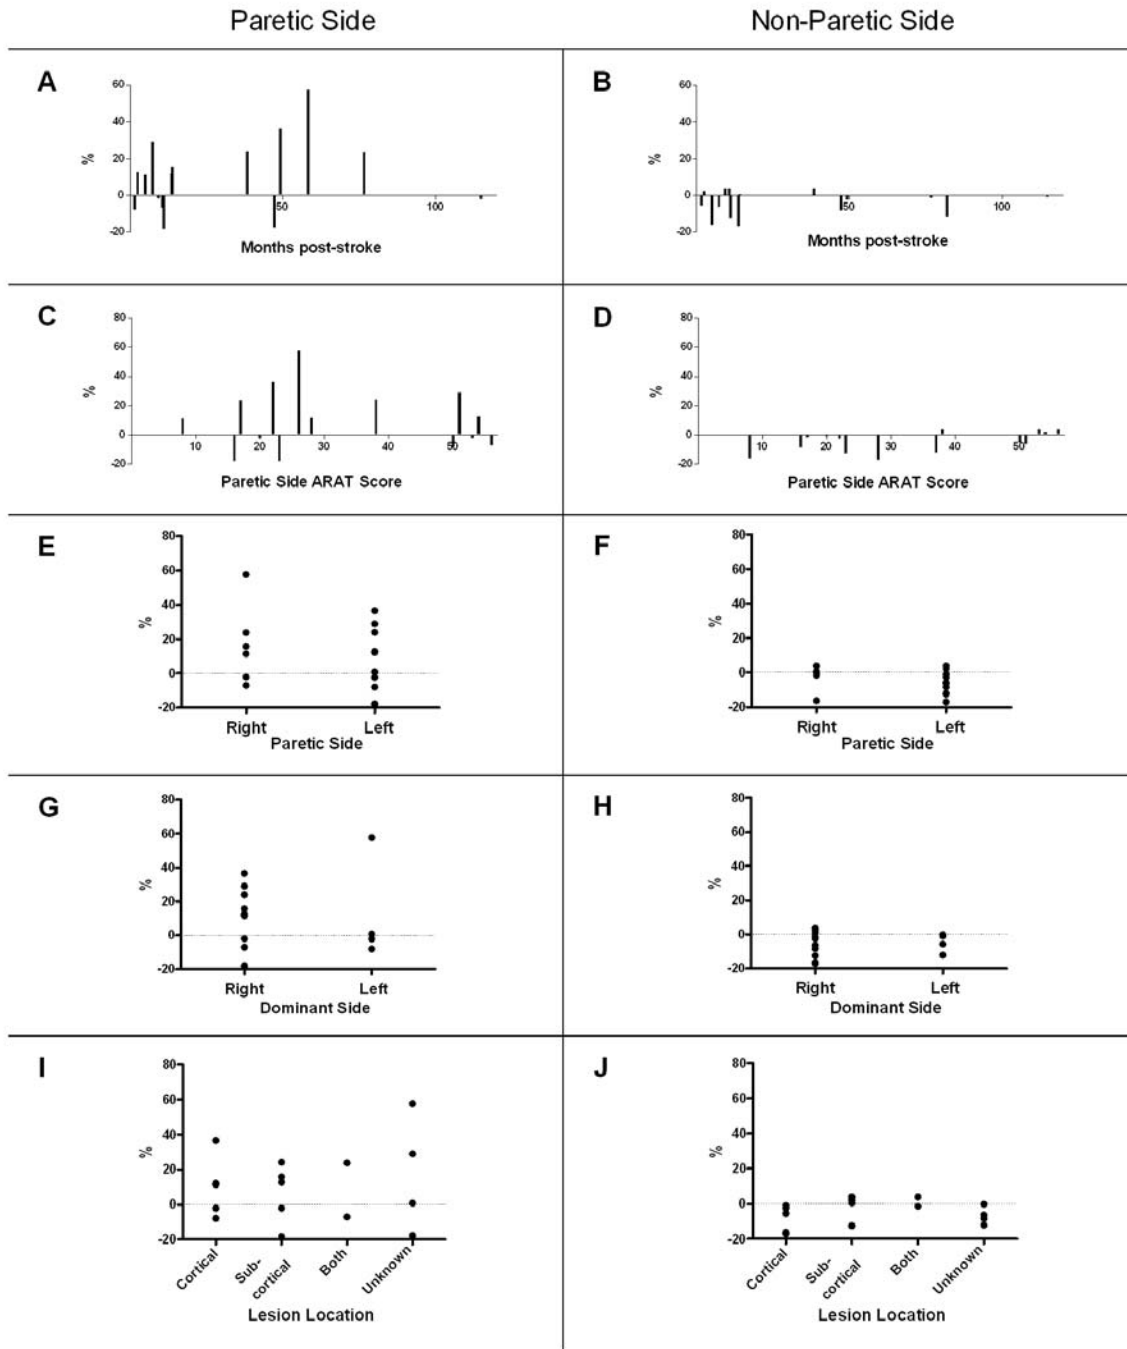 Paretic Side
Non-Paretic Side
A
60
40
20
0
-20
%
50
100
Months post-stroke
B
60
40
20
0
-20
%
50
100
Months post-stroke
C
80
60
40
20
0
-20
%
10
20
30
40
50
Paretic Side ARAT Score
D
80
60
40
20
0
-20
%
10
20
30
40
50
Paretic Side ARAT Score
E
80
60
40
20
0
-20
%
Right
Left
Paretic Side
F
80
60
40
20
0
-20
%
Right
Left
Paretic Side
G
80
60
40
20
0
-20
%
Right
Left
Dominant Side
H
80
60
40
20
0
-20
%
Right
Left
Dominant Side
I
80
60
40
20
0
-20
%
Cortical
Sub-
cortical
Both
Unknown
Lesion Location
J
80
60
40
20
0
-20
%
Cortical
Sub-
cortical
Both
Unknown
Lesion Location